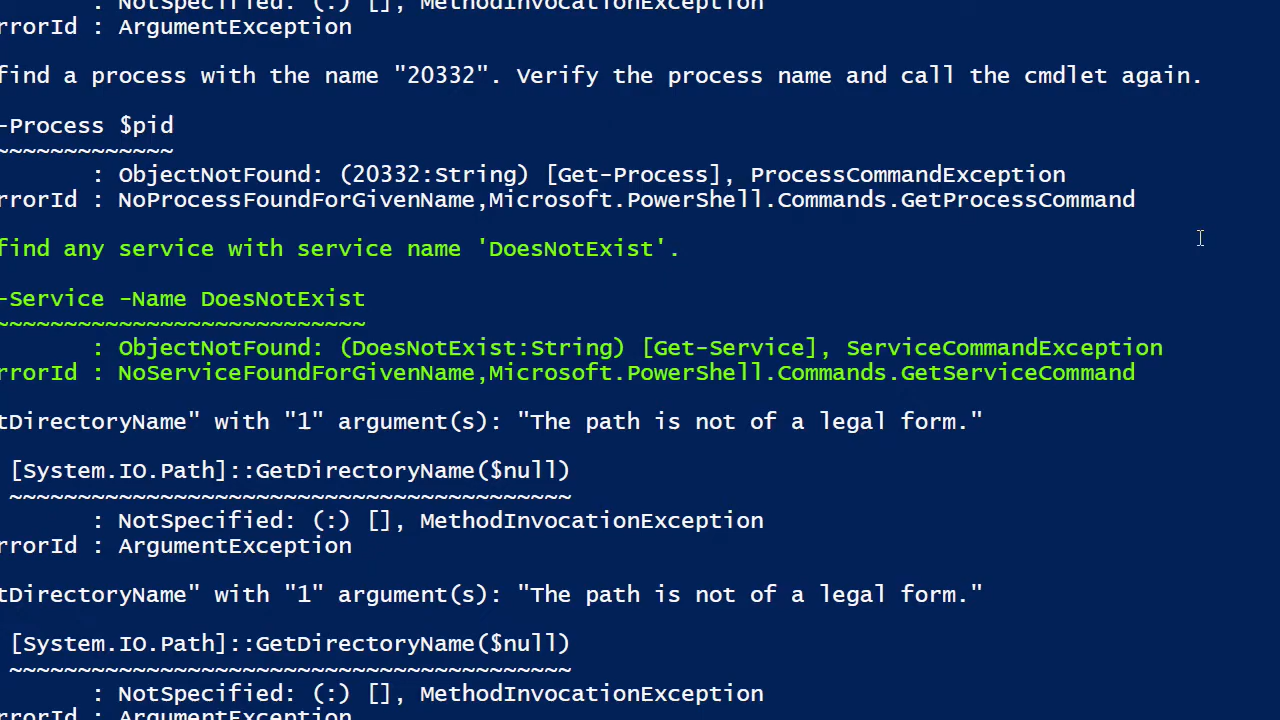 : NotSpecified: (:) [], MethodInvocationException
rrorId : ArgumentException
find a process with the name "20332". Verify the process name and call the cmdlet again.
-Process $pid
~~~~~~~~~~~~~
: ObjectNotFound: (20332:String) [Get-Process], ProcessCommandException
rrorId : NoProcessFoundForGivenName,Microsoft.PowerShell.Commands.GetProcessCommand
find any service with service name 'DoesNotExist'.
-Service -Name DoesNotExist
~~~~~~~~~~~~~~~~~~~~~~~~~~~
: ObjectNotFound: (DoesNotExist:String) [Get-Service], ServiceCommandException
rrorId : NoServiceFoundForGivenName,Microsoft.PowerShell.Commands.GetServiceCommand
tDirectoryName" with "1" argument(s): "The path is not of a legal form."
[System.IO.Path]::GetDirectoryName($null)
~~~~~~~~~~~~~~~~~~~~~~~~~~~~~~~~~~~~~~~~~
: NotSpecified: (:) [], MethodInvocationException
rrorId : ArgumentException
tDirectoryName" with "1" argument(s): "The path is not of a legal form."
[System.IO.Path]::GetDirectoryName($null)
~~~~~~~~~~~~~~~~~~~~~~~~~~~~~~~~~~~~~~~~~
: NotSpecified: (:) [], MethodInvocationException
rrorId : ArgumentException